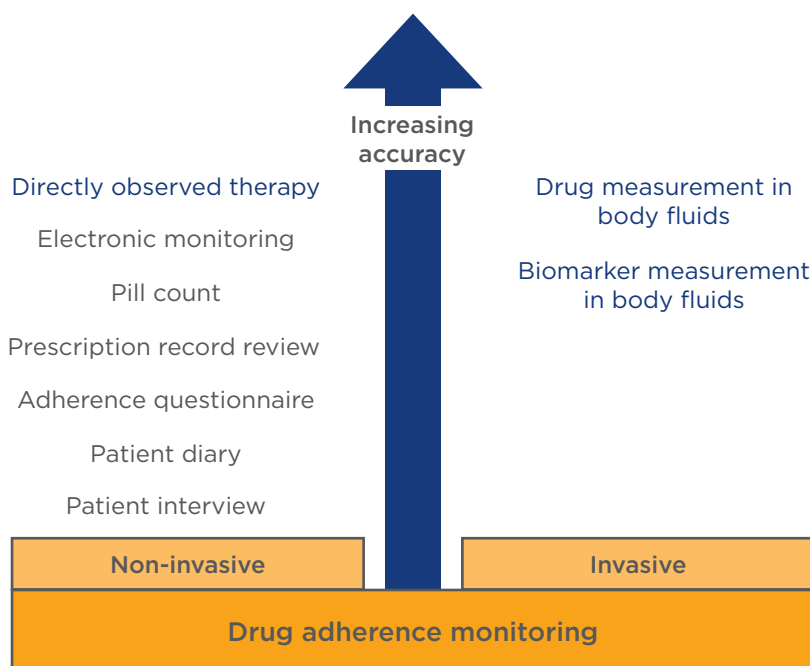 Increasing
accuracy
Directly observed therapy
Electronic monitoring
Pill count
Prescription record review
Adherence questionnaire
Patient diary
Patient interview
Drug measurement in
body fluids
Biomarker measurement
in body fluids
Non-invasive
Invasive
Drug adherence monitoring